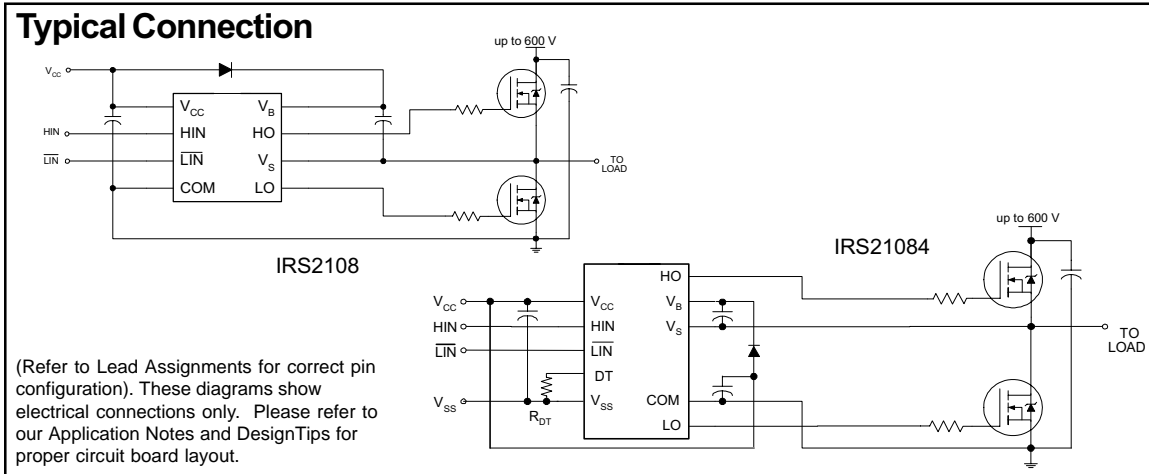 Typical Connection
up to 600 V
VCC
VCC VB
HIN HIN HO
LIN LIN VS TO LOAD
COM LO
IRS2108
up to 600 V
IRS21084
HO
VCC VCC VB
HIN HIN VS
LIN LIN TO LOAD
DT
VSS VSS COM
RDT LO
(Refer to Lead Assignments for correct pin
configuration). These diagrams show
electrical connections only. Please refer to
our Application Notes and DesignTips for
proper circuit board layout.